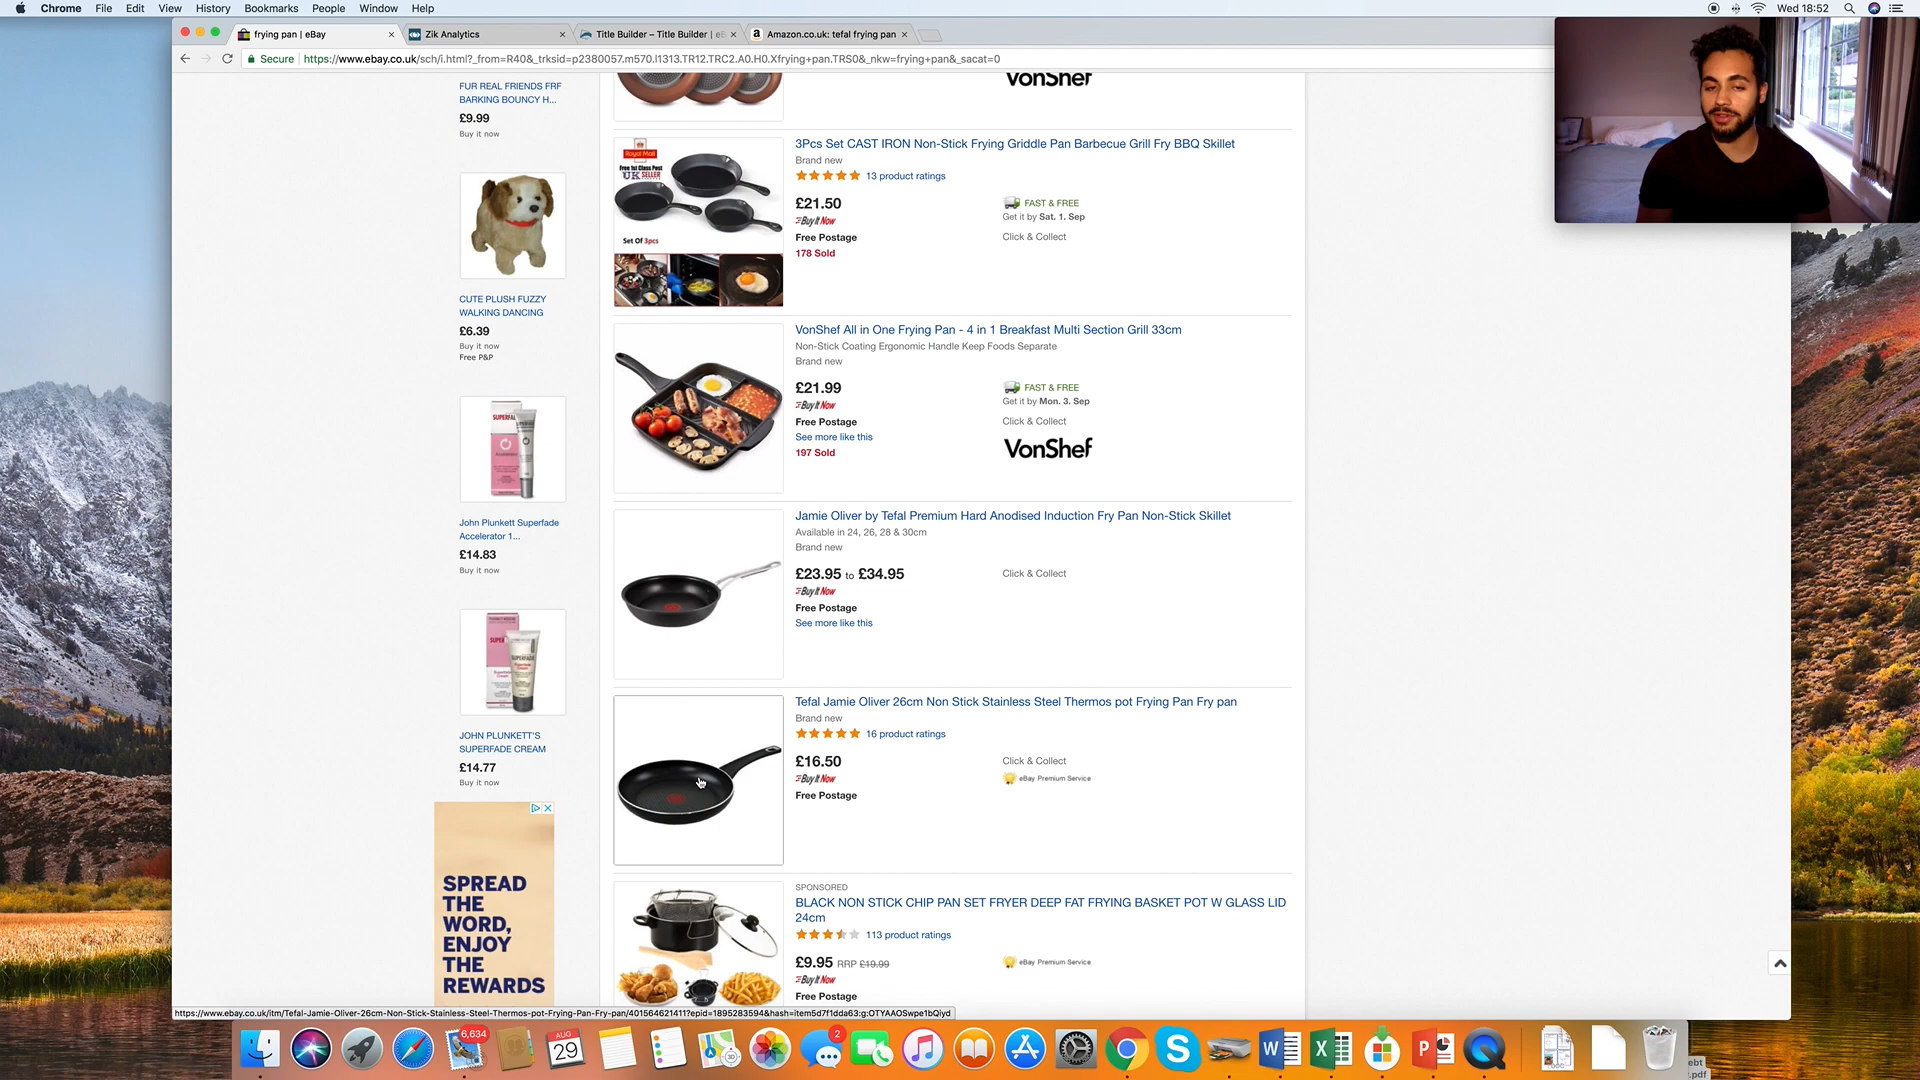 Chrome File Edit View History Bookmarks People Window Help
Wed 18:52
frying pan | eBay
Zik Analytics
Title Builder – Title Builder | eB
Amazon.co.uk: tefal frying pan
Secure https://www.ebay.co.uk/sch/i.html?_from=R40&_trksid=p2380057.m570.l1313.TR12.TRC2.A0.H0.Xfrying+pan.TRS0&_nkw=frying+pan&_sacat=0
FUR REAL FRIENDS FRF
BARKING BOUNCY H...
£9.99
Buy it now
CUTE PLUSH FUZZY
WALKING DANCING
£6.39
Buy it now
Free P&P
John Plunkett Superfade
Accelerator 1...
£14.83
Buy it now
JOHN PLUNKETT'S
SUPERFADE CREAM
£14.77
Buy it now
SPREAD
THE
WORD,
ENJOY
THE
REWARDS
VonShef
Royal Mail
Free 1st Class Post
UK SELLER
Set Of 3pcs
3Pcs Set CAST IRON Non-Stick Frying Griddle Pan Barbecue Grill Fry BBQ Skillet
Brand new
13 product ratings
£21.50
Buy It Now
Free Postage
178 Sold
FAST & FREE
Get it by Sat. 1. Sep
Click & Collect
VonShef All in One Frying Pan - 4 in 1 Breakfast Multi Section Grill 33cm
Non-Stick Coating Ergonomic Handle Keep Foods Separate
Brand new
£21.99
Buy It Now
Free Postage
See more like this
197 Sold
FAST & FREE
Get it by Mon. 3. Sep
Click & Collect
VonShef
Jamie Oliver by Tefal Premium Hard Anodised Induction Fry Pan Non-Stick Skillet
Available in 24, 26, 28 & 30cm
Brand new
£23.95 to £34.95
Buy It Now
Free Postage
See more like this
Click & Collect
Tefal Jamie Oliver 26cm Non Stick Stainless Steel Thermos pot Frying Pan Fry pan
Brand new
16 product ratings
£16.50
Buy It Now
Free Postage
Click & Collect
eBay Premium Service
SPONSORED
BLACK NON STICK CHIP PAN SET FRYER DEEP FAT FRYING BASKET POT W GLASS LID
24cm
113 product ratings
£9.95 RRP £19.99
Buy It Now
Free Postage
eBay Premium Service
https://www.ebay.co.uk/itm/Tefal-Jamie-Oliver-26cm-Non-Stick-Stainless-Steel-Thermos-pot-Frying-Pan-Fry-pan/401564621411?epid=1895283594&hash=item5d7f1dda63:g:OTYAAOSwpe1bQiyd
6,634
AUG
29
2
.pdf